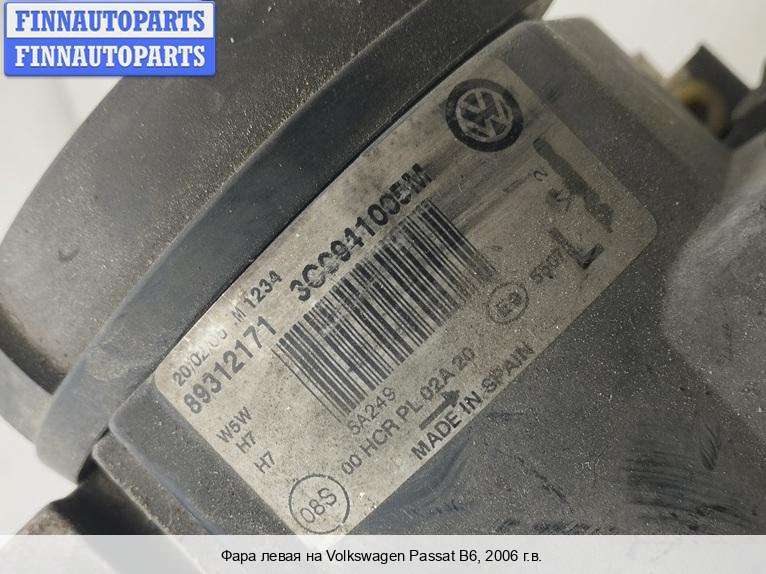 FINNAUTOPARTS
FINNAUTOPARTS
20/02/06 M 1234
89312171 3C0941005M
W5W
H7
H7
SA249
00 HCR PL 02A 20
MADE IN SPAIN
08S
L
Фара левая на Volkswagen Passat B6, 2006 г.в.